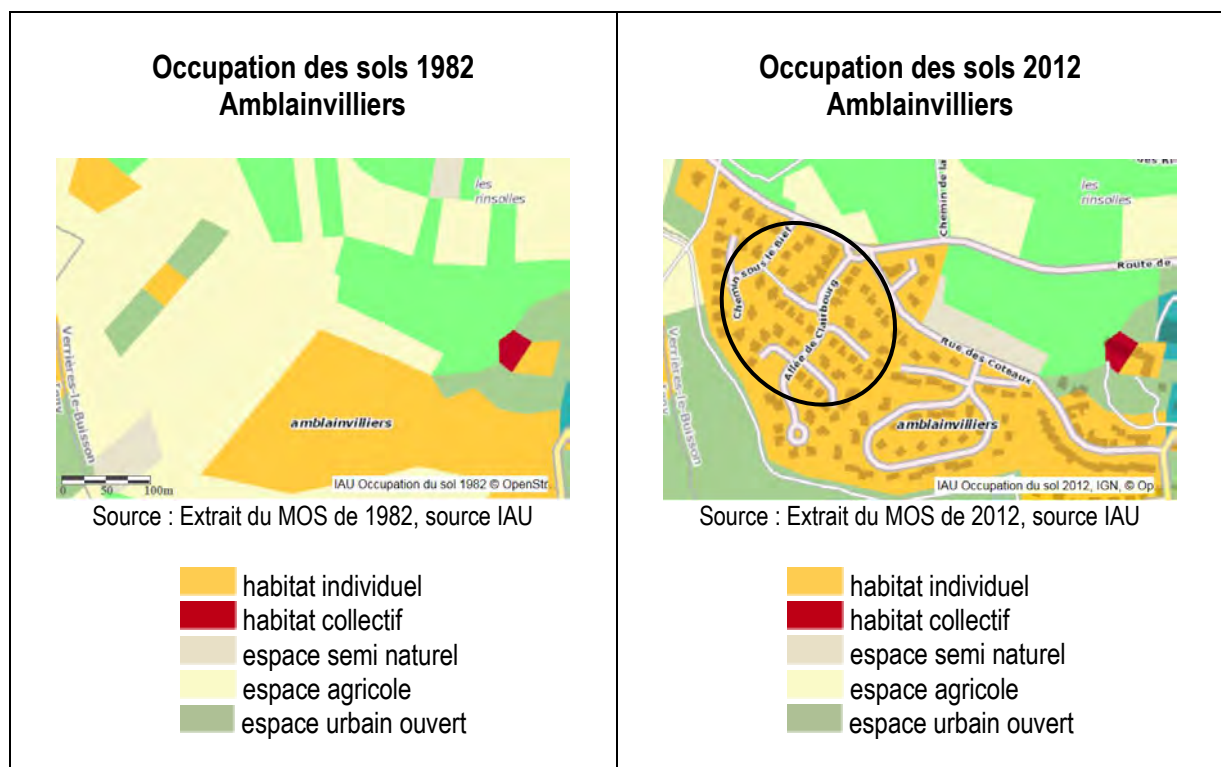 Occupation des sols 1982
Amblainvilliers
les
rinsolles
Verrières-le-Buisson
amblainvilliers
0 50 100m
IAU Occupation du sol 1982 © OpenStr.
Source : Extrait du MOS de 1982, source IAU
habitat individuel
habitat collectif
espace semi naturel
espace agricole
espace urbain ouvert
Occupation des sols 2012
Amblainvilliers
les
rinsolles
Chemin de la
Route de
Chemin sous le Bief
Allée de Clairbourg
Rue des Coteaux
Verrières-le-Buisson
amblainvilliers
IAU Occupation du sol 2012, IGN, © Op.
Source : Extrait du MOS de 2012, source IAU
habitat individuel
habitat collectif
espace semi naturel
espace agricole
espace urbain ouvert